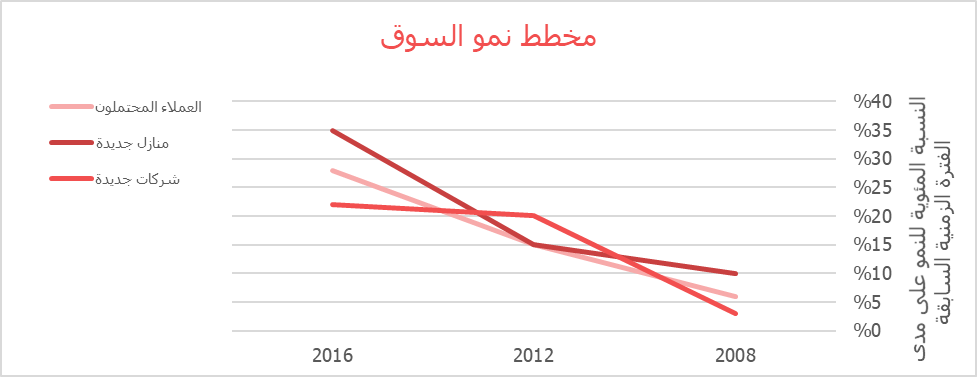 مخطط نمو السوق
العملاء المحتملون
منازل جديدة
شركات جديدة
%40
%35
%30
%25
%20
%15
%10
%5
%0
النسبة المئوية للنمو على مدى
الفترة الزمنية السابقة
2008
2012
2016